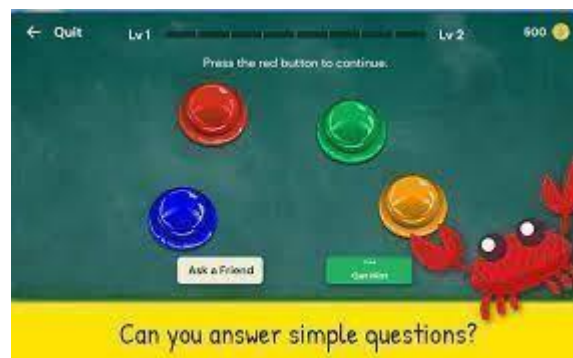 ← Quit
Lv 1
Lv 2
500
Press the red button to continue.
Ask a Friend
Get Hint
Can you answer simple questions?